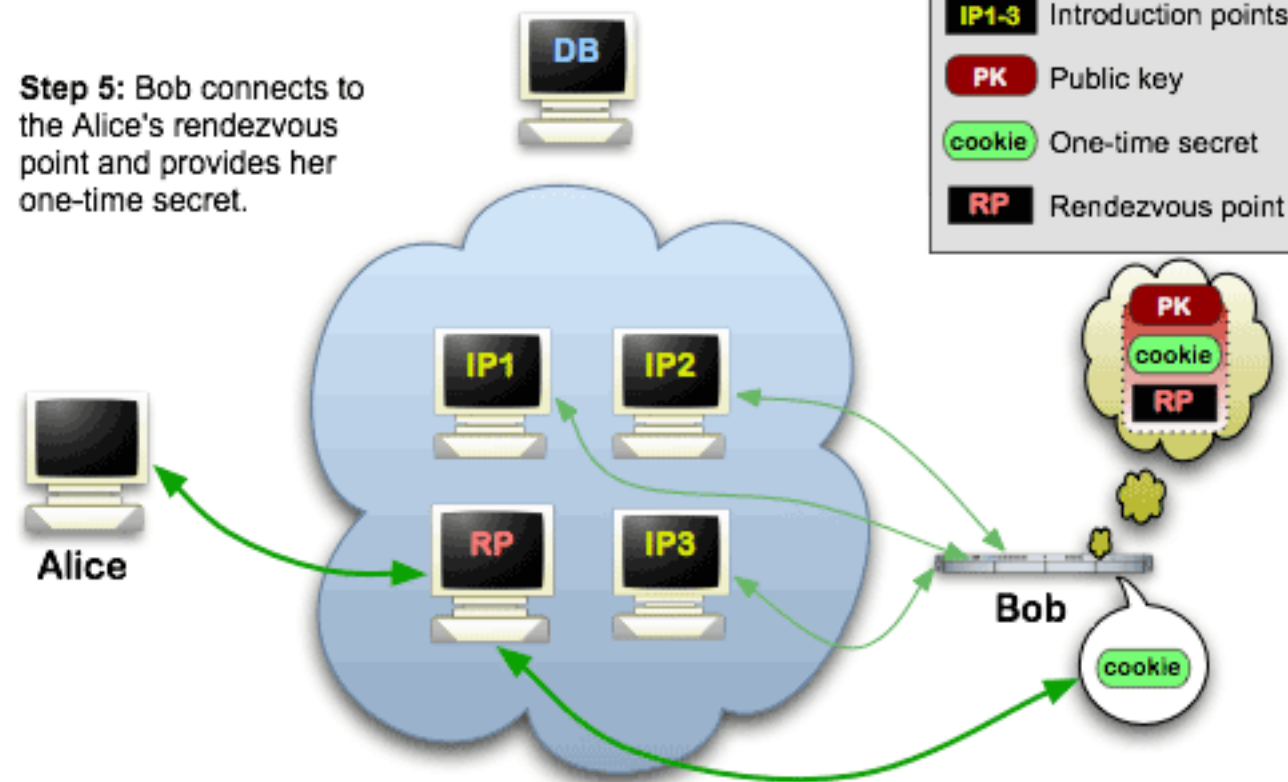 DB
IP1-3 Introduction points
Step 5: Bob connects to
the Alice's rendezvous
point and provides her
one-time secret.
PK Public key
cookie One-time secret
RP Rendezvous point
PK
cookie
RP
IP1
IP2
RP
IP3
Alice
Bob
cookie